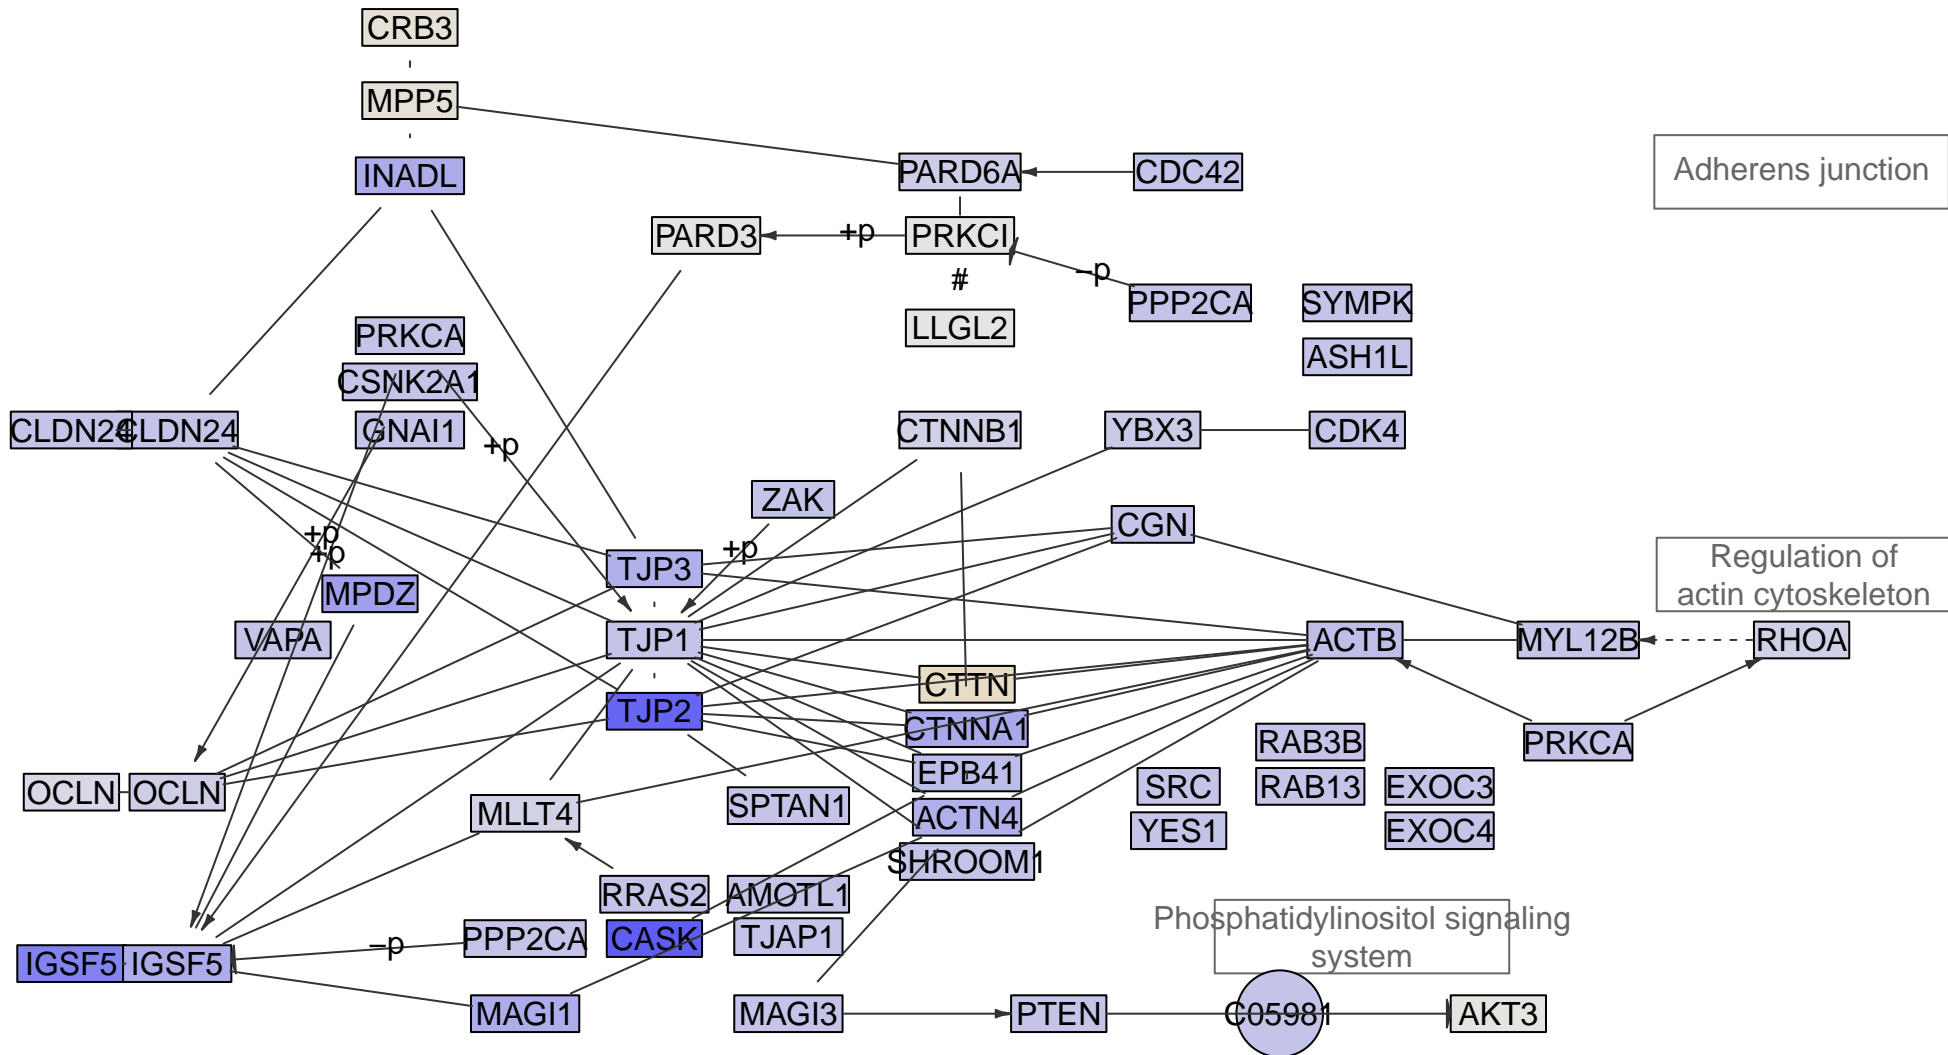 CRB3
MPP5
INADL
PARD6A
CDC42
Adherens junction
PARD3
+p
PRKCI
−p
#
PPP2CA
SYMPK
PRKCA
LLGL2
ASH1L
CSNK2A1
CLDN24
CLDN24
GNAI1
+p
CTNNB1
YBX3
CDK4
ZAK
CGN
+p
+p
+p
TJP3
MPDZ
Regulation of
actin cytoskeleton
VAPA
TJP1
ACTB
MYL12B
RHOA
CTTN
TJP2
CTNNA1
RAB3B
PRKCA
EPB41
OCLN
OCLN
MLLT4
SPTAN1
ACTN4
SRC
RAB13
EXOC3
YES1
EXOC4
SHROOM1
RRAS2
AMOTL1
Phosphatidylinositol signaling
system
PPP2CA
−p
CASK
TJAP1
IGSF5
IGSF5
MAGI1
MAGI3
PTEN
C05981
AKT3